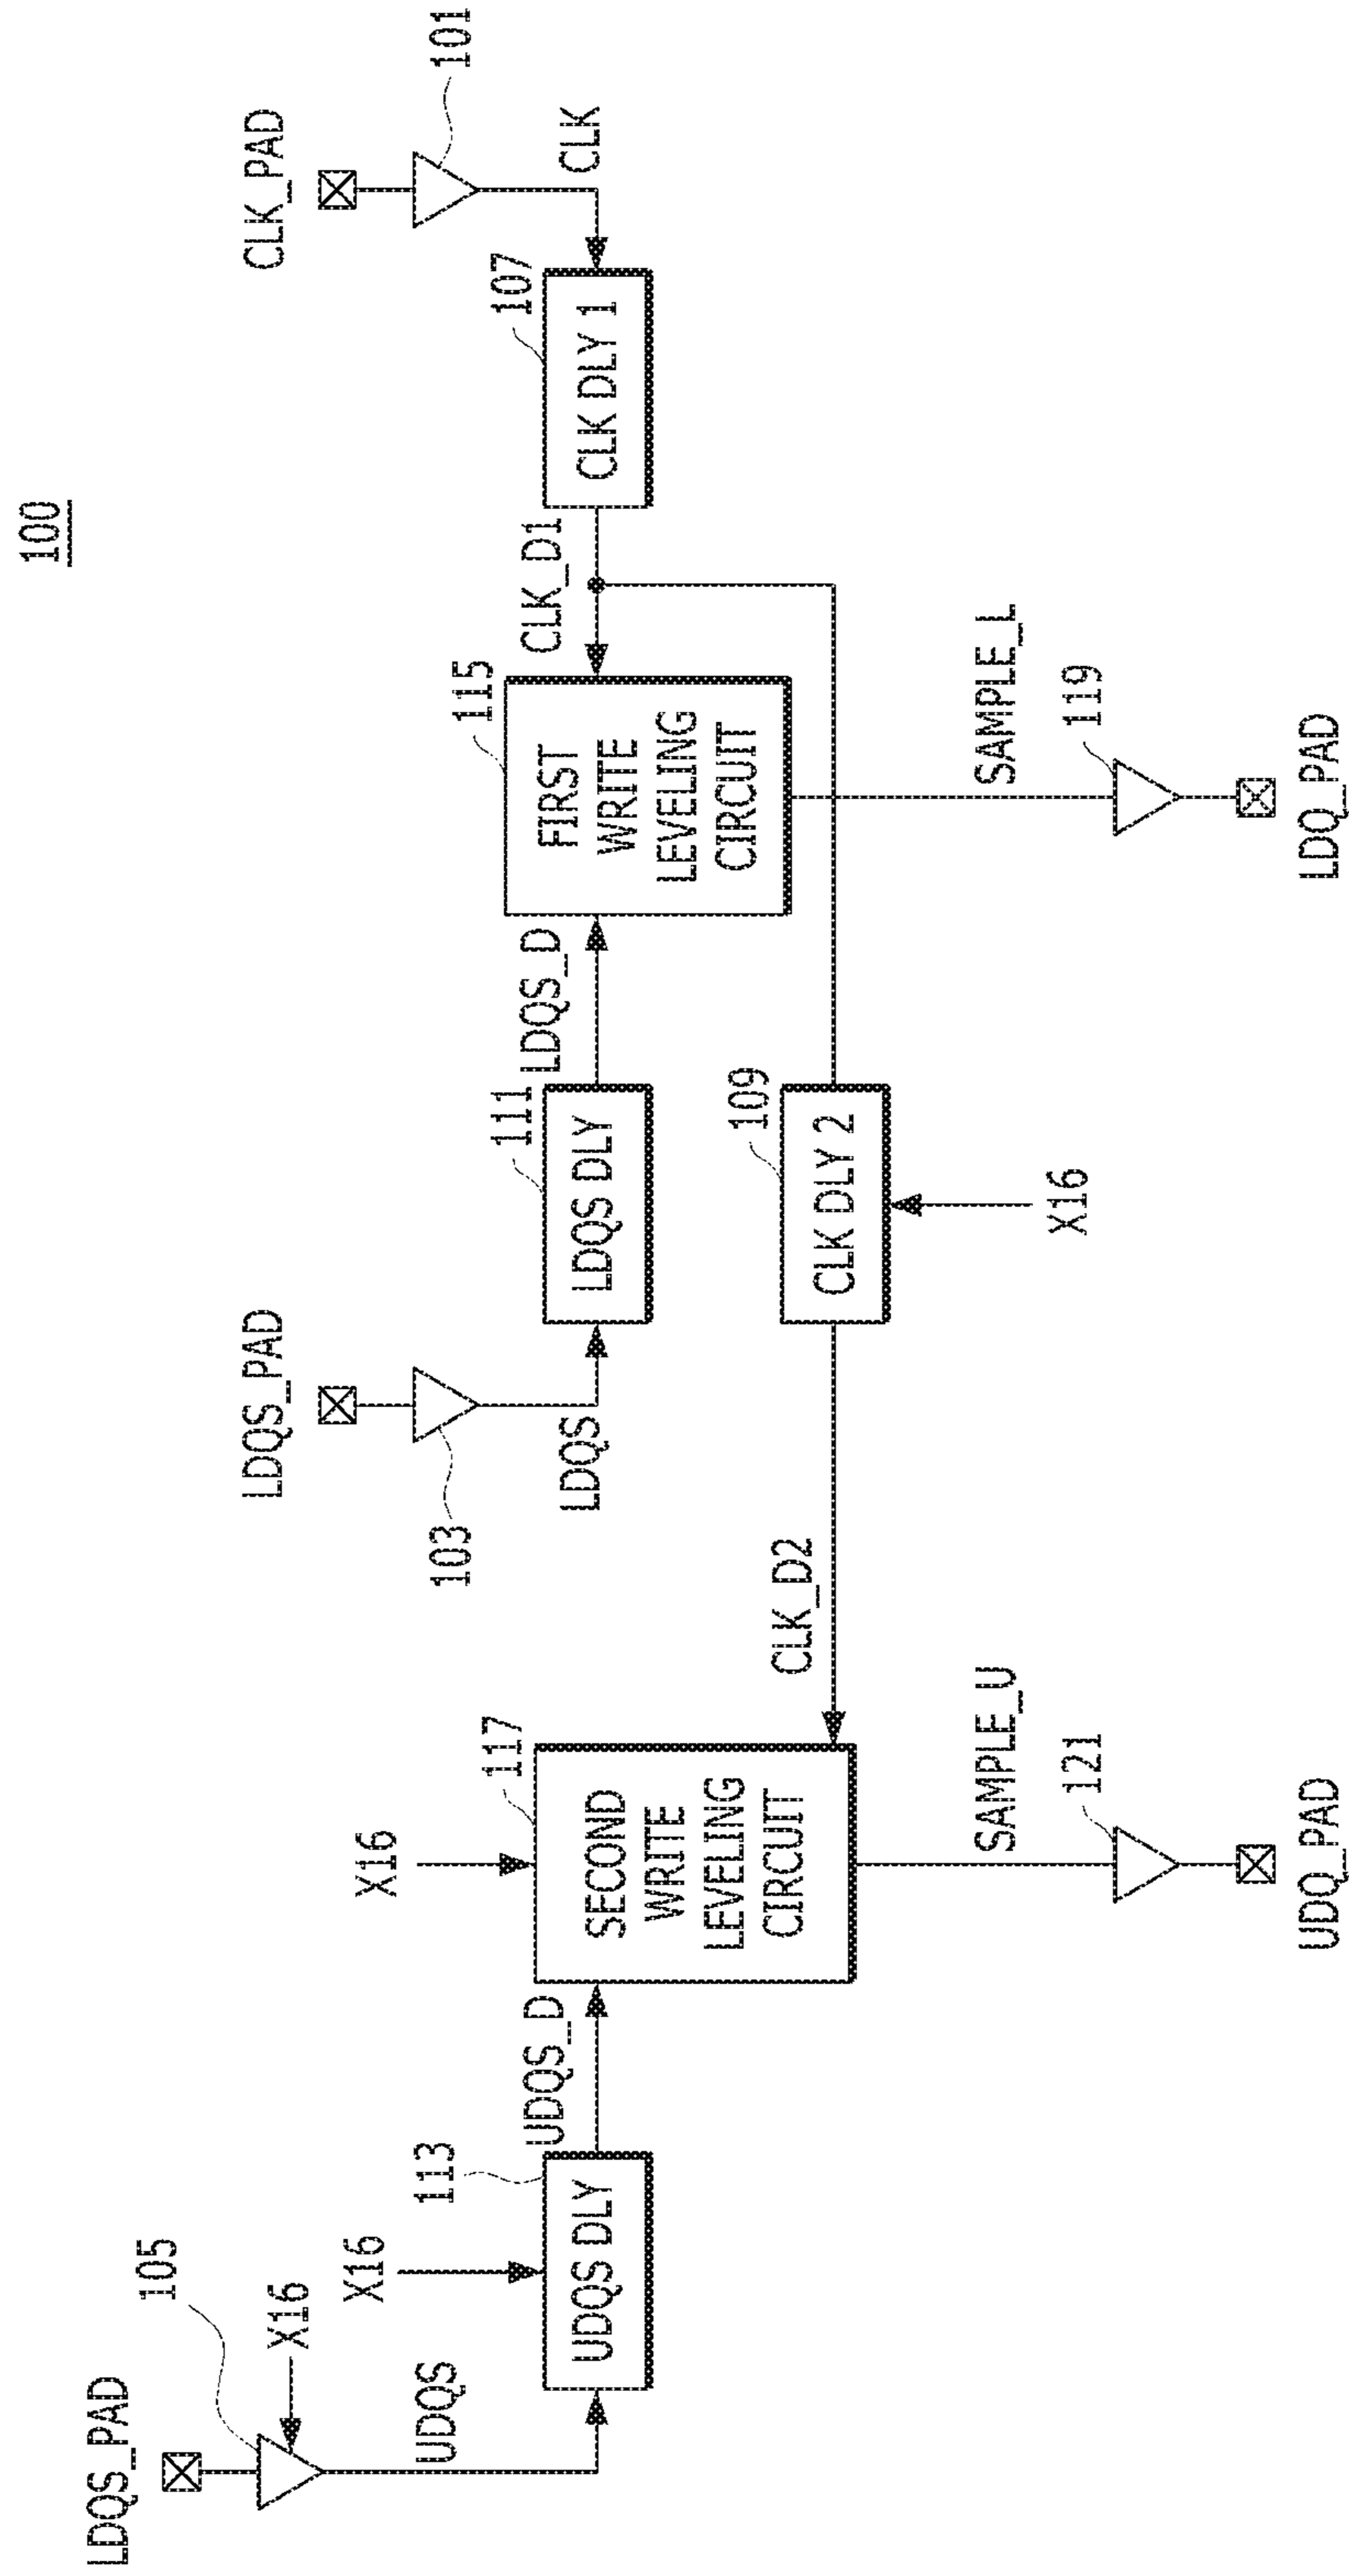 100
LDQS_PAD
105
X16
UDQS
X16
113
UDQS DLY
UDQS_D
X16
117
SECOND
WRITE
LEVELING
CIRCUIT
SAMPLE_U
121
UDQ_PAD
LDQS_PAD
103
LDQS
111
LDQS DLY
LDQS_D
CLK_D2
109
CLK DLY 2
X16
115
FIRST
WRITE
LEVELING
CIRCUIT
SAMPLE_L
119
LDQ_PAD
CLK_D1
107
CLK DLY 1
CLK_PAD
101
CLK